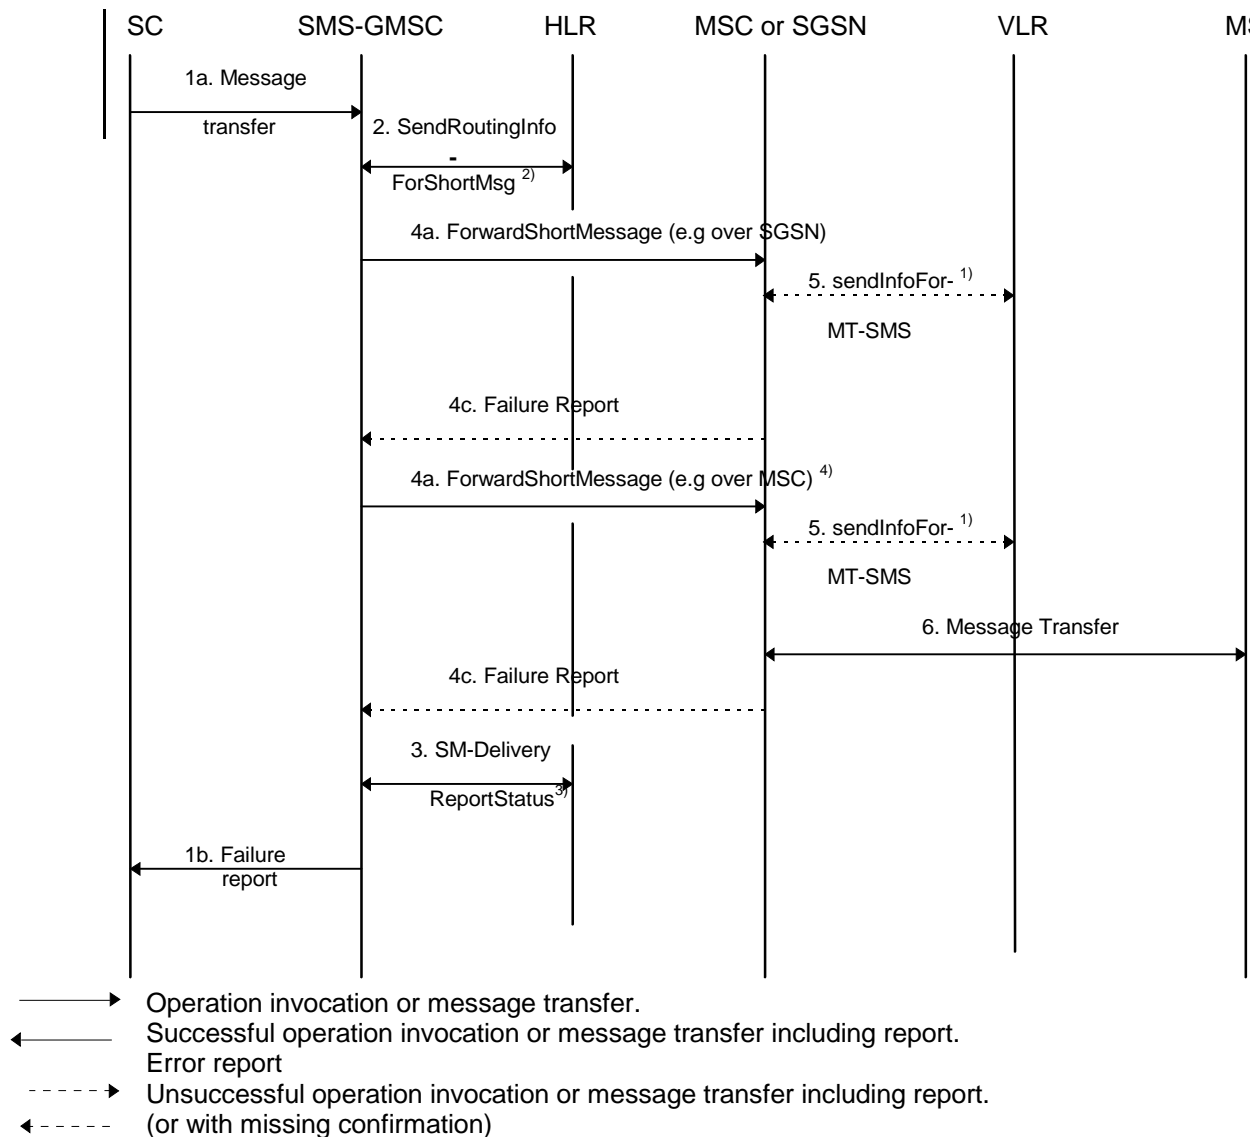 SC SMS-GMSC HLR MSC or SGSN VLR MS
1a. Message
transfer
2. SendRoutingInfo
-
ForShortMsg 2)
4a. ForwardShortMessage (e.g over SGSN)
5. sendInfoFor- 1)
MT-SMS
4c. Failure Report
4a. ForwardShortMessage (e.g over MSC) 4)
5. sendInfoFor- 1)
MT-SMS
6. Message Transfer
4c. Failure Report
3. SM-Delivery
ReportStatus3)
1b. Failure
report
Operation invocation or message transfer.
Successful operation invocation or message transfer including report.
Error report
Unsuccessful operation invocation or message transfer including report.
(or with missing confirmation)